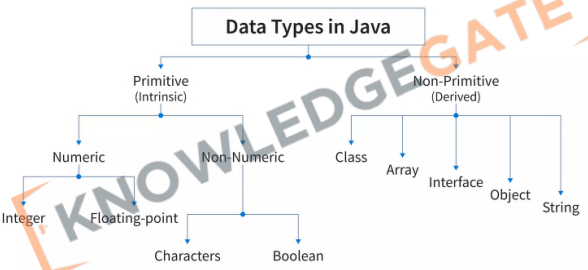 Data Types in Java
Primitive
(Intrinsic)
Non-Primitive
(Derived)
Numeric
Non-Numeric
Class
Array
Interface
Object
String
Integer
Floating-point
Characters
Boolean
KNOWLEDGEGATE